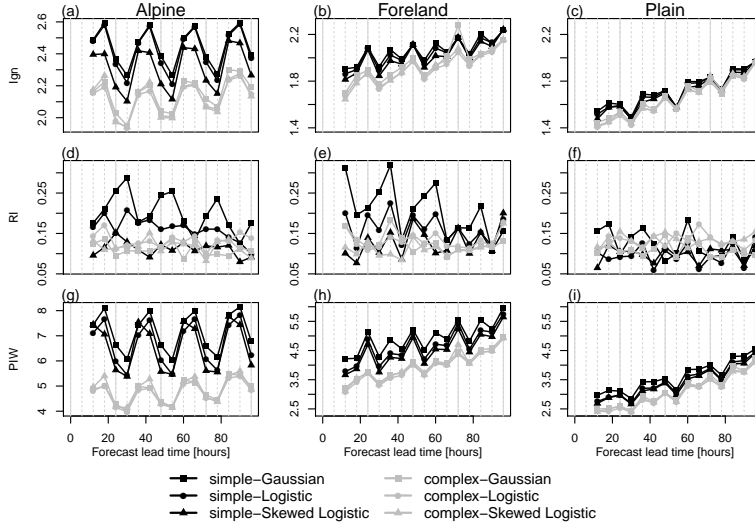 Alpine Foreland Plain
(a) (b) (c)
Ign
2.0 2.2 2.4 2.6
1.4 1.8 2.2
1.4 1.8 2.2
(d) (e) (f)
RI
0.05 0.15 0.25
0.05 0.15 0.25
0.05 0.15 0.25
(g) (h) (i)
PIW
4 5 6 7 8
2.5 3.5 4.5 5.5
2.5 3.5 4.5 5.5
0 20 40 60 80 0 20 40 60 80 0 20 40 60 80
Forecast lead time [hours] Forecast lead time [hours] Forecast lead time [hours]
simple−Gaussian complex−Gaussian
simple−Logistic complex−Logistic
simple−Skewed Logistic complex−Skewed Logistic